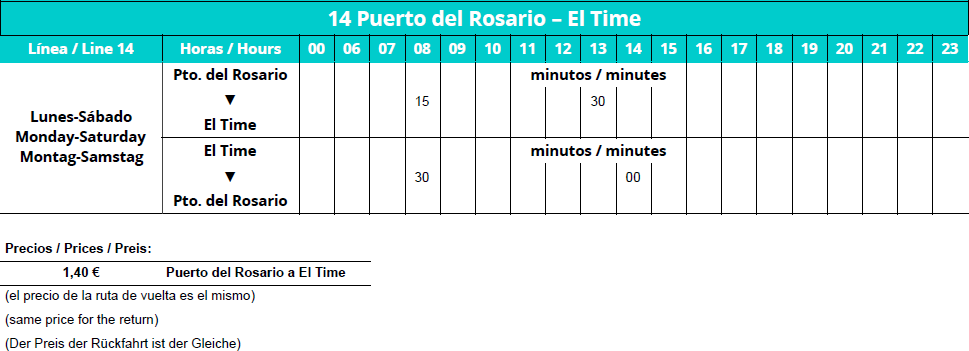 14 Puerto del Rosario – El Time
Línea / Line 14 Horas / Hours 00 06 07 08 09 10 11 12 13 14 15 16 17 18 19 20 21 22 23
Lunes-Sábado
Monday-Saturday
Montag-Samstag
Pto. del Rosario minutos / minutes
▼ 15 30
El Time
El Time minutos / minutes
▼ 30 00
Pto. del Rosario
Precios / Prices / Preis:
1,40 € Puerto del Rosario a El Time
(el precio de la ruta de vuelta es el mismo)
(same price for the return)
(Der Preis der Rückfahrt ist der Gleiche)